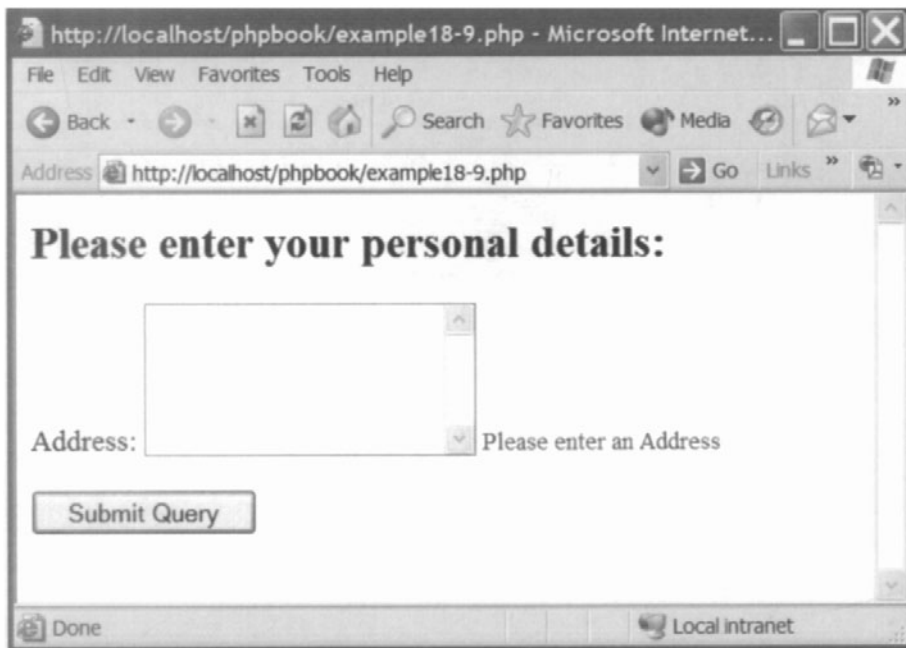 http://localhost/phpbook/example18-9.php - Microsoft Internet...
File Edit View Favorites Tools Help
Back Search Favorites Media »
Address http://localhost/phpbook/example18-9.php Go Links »
Please enter your personal details:
Address: Please enter an Address
Submit Query
Done Local intranet